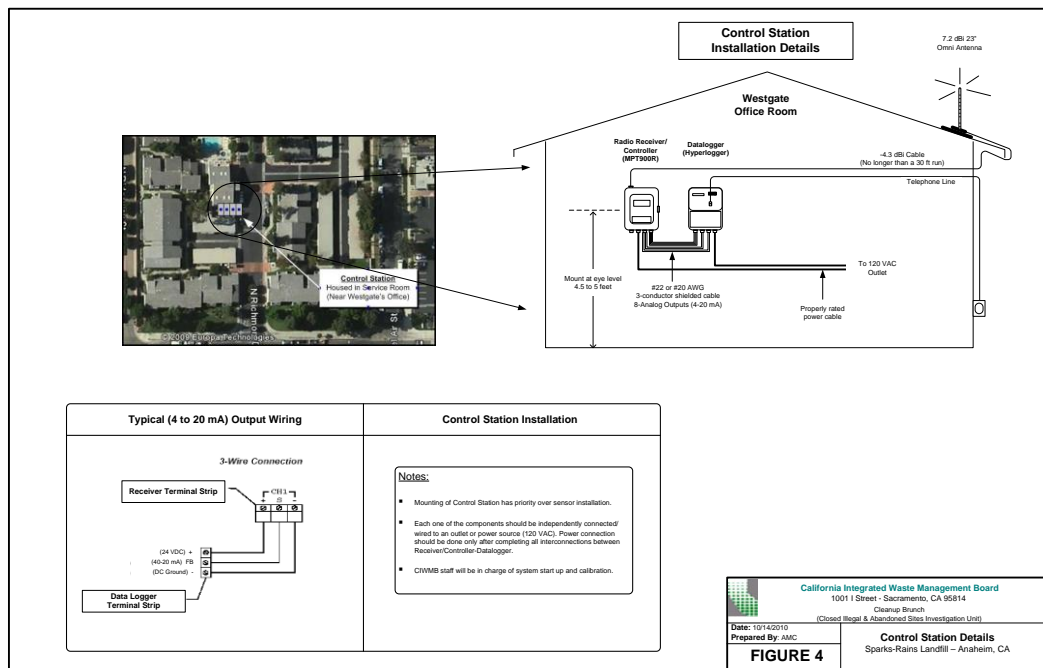 Control Station
Installation Details
7.2 dBi 23"
Omni Antenna
Westgate
Office Room
Radio Receiver/
Controller
(MPT900R)
Datalogger
(Hyperlogger)
-4.3 dBi Cable
(No longer than a 30 ft run)
Telephone Line
To 120 VAC
Outlet
Mount at eye level
4.5 to 5 feet
#22 or #20 AWG
3-conductor shielded cable
8-Analog Outputs (4-20 mA)
Properly rated
power cable
Control Station
Housed in Service Room
(Near Westgate's Office)
N Richmon
Ar St
©2009 Europa Technologies
Typical (4 to 20 mA) Output Wiring
Control Station Installation
3-Wire Connection
Receiver Terminal Strip
CH1
+ S -
(24 VDC) +
(40-20 mA) FB
(DC Ground) -
Data Logger
Terminal Strip
Notes:
▪ Mounting of Control Station has priority over sensor installation.
▪ Each one of the components should be independently connected/
wired to an outlet or power source (120 VAC). Power connection
should be done only after completing all interconnections between
Receiver/Controller-Datalogger.
▪ CIWMB staff will be in charge of system start up and calibration.
California Integrated Waste Management Board
1001 I Street - Sacramento, CA 95814
Cleanup Brunch
(Closed Illegal & Abandoned Sites Investigation Unit)
Date: 10/14/2010
Prepared By: AMC
FIGURE 4
Control Station Details
Sparks-Rains Landfill – Anaheim, CA